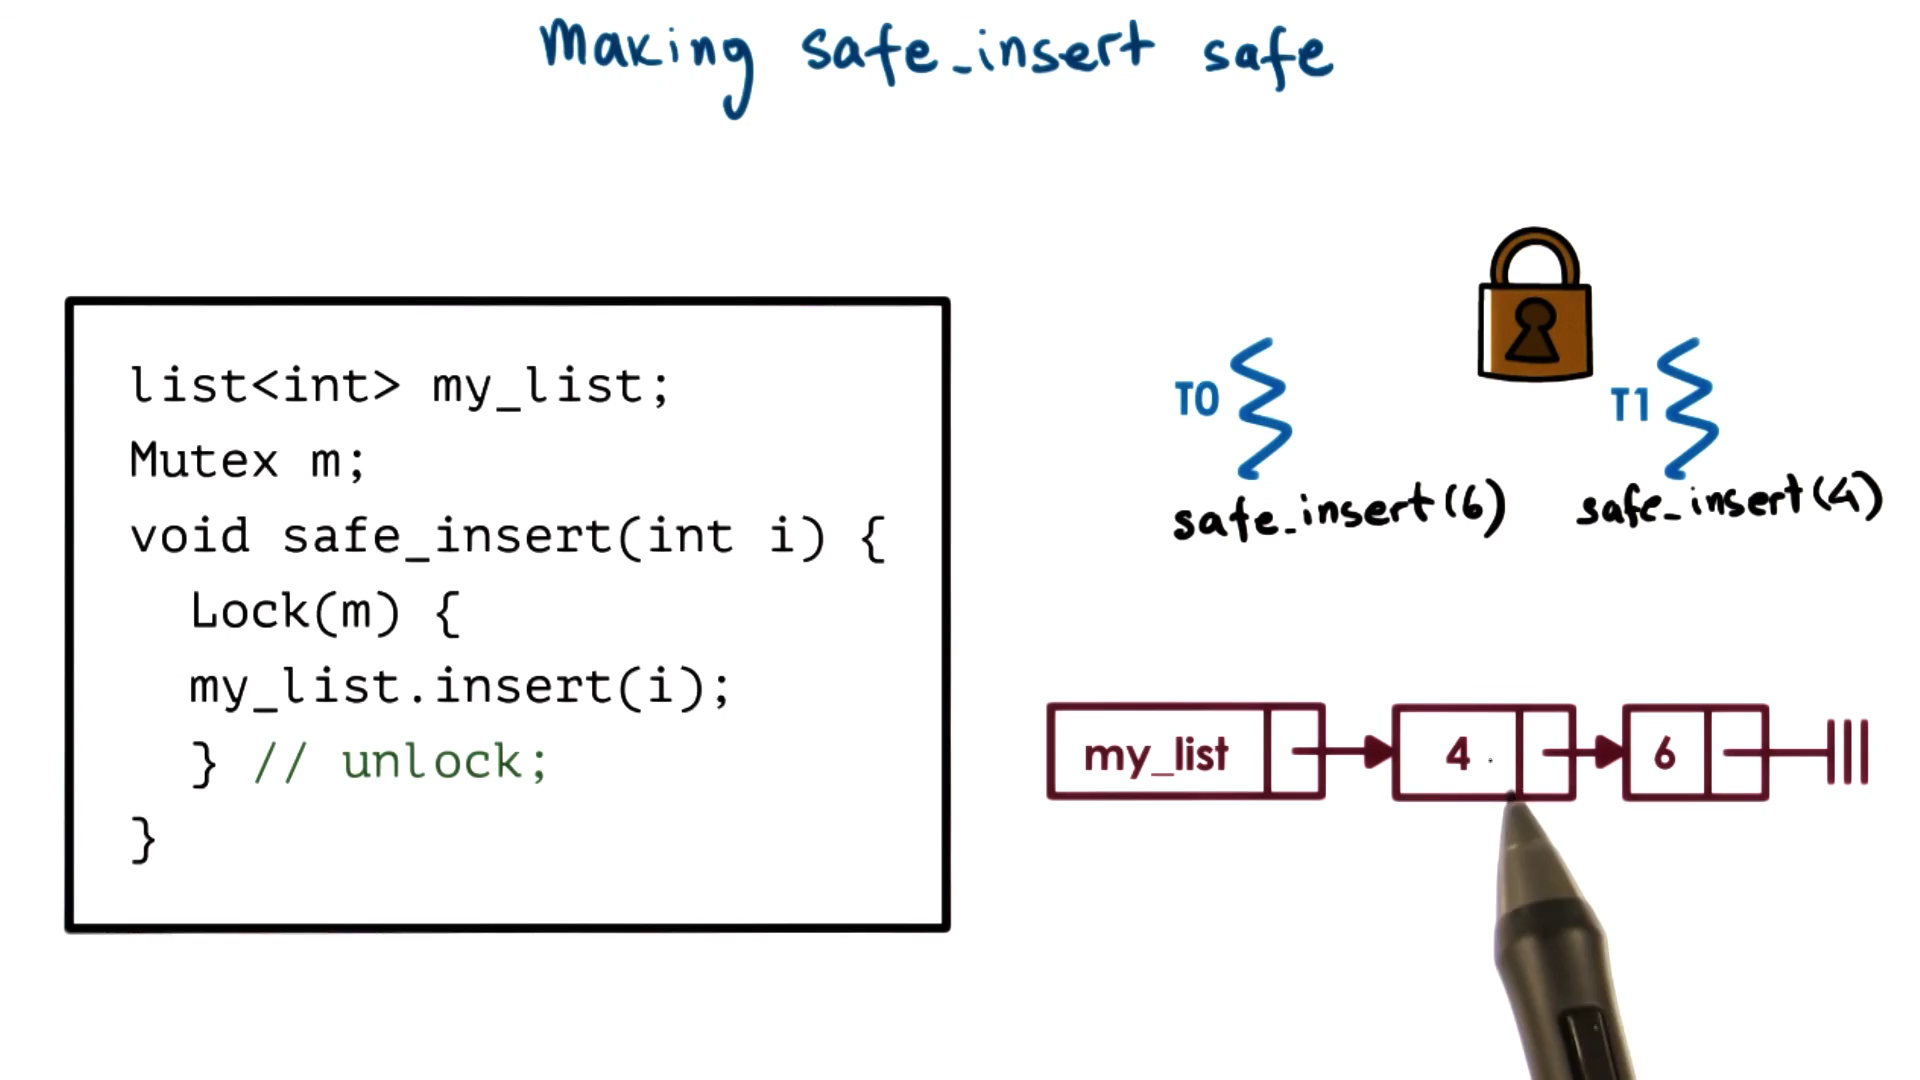 Making safe_insert safe
list<int> my_list;
Mutex m;
void safe_insert(int i) {
Lock(m) {
my_list.insert(i);
} // unlock;
}
T0
T1
safe_insert(6)
safe_insert(4)
my_list
4
6